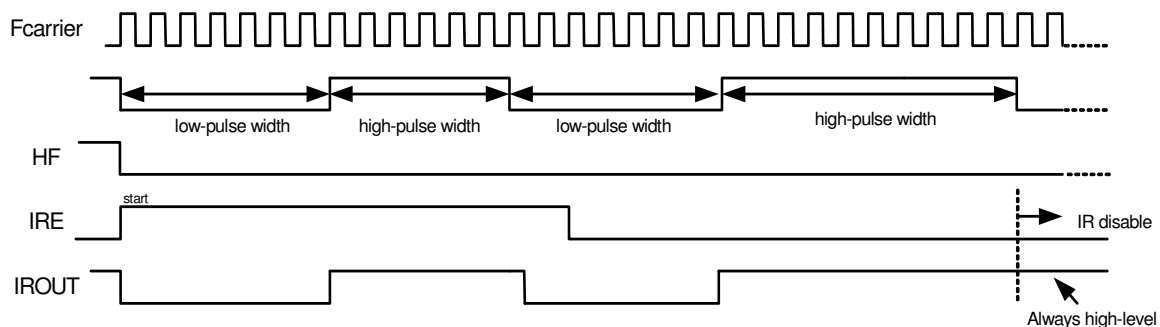 Fcarrier
low-pulse width
high-pulse width
low-pulse width
high-pulse width
HF
start
IRE
IR disable
IROUT
Always high-level